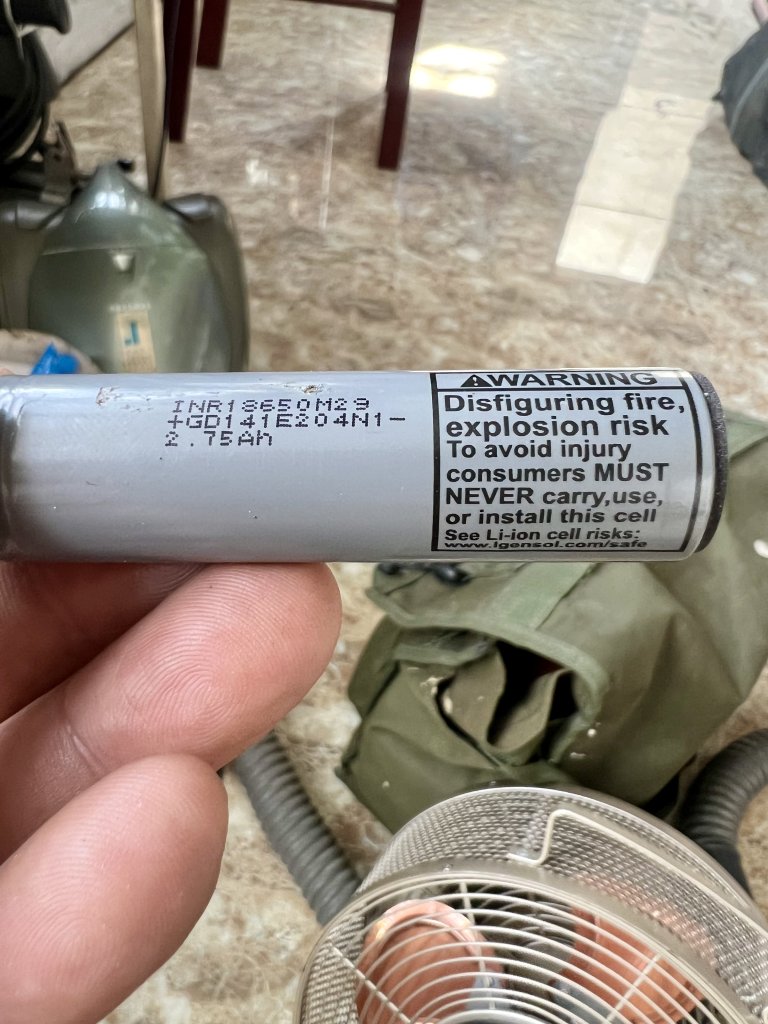 INR18650M29
+GD141E204N1-
2.75Ah
WARNING
Disfiguring fire,
explosion risk
To avoid injury
consumers MUST
NEVER carry,use,
or install this cell
See Li-ion cell risks:
www.lgensol.com/safe